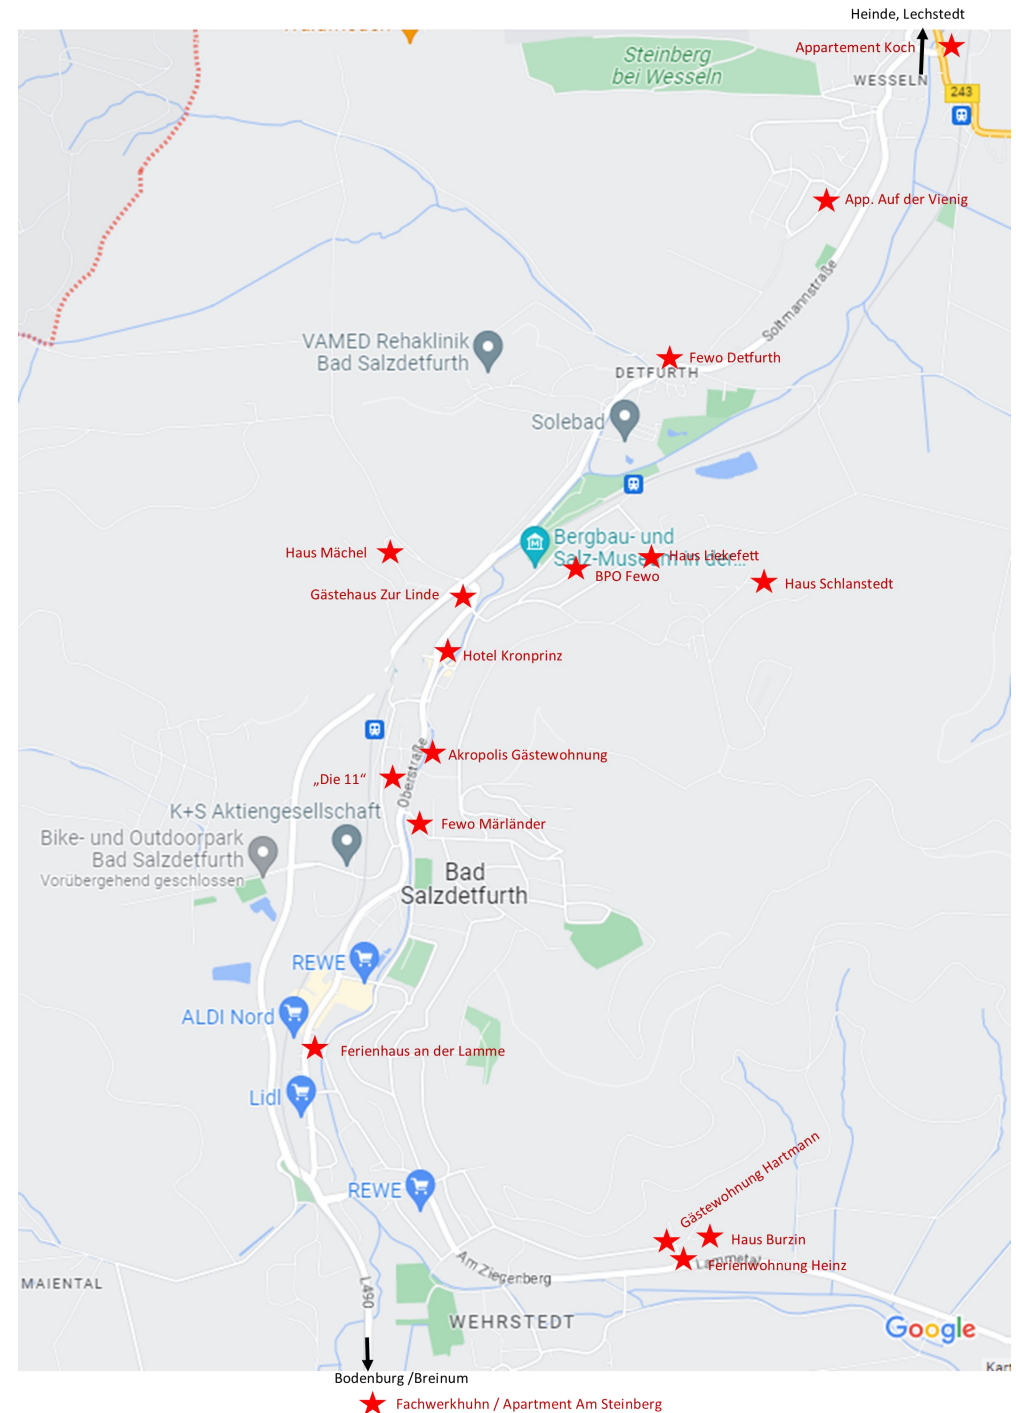 Heinde, Lechstedt
Appartement Koch
Steinberg
bei Wesseln
WESSELN
243
App. Auf der Vienig
Soltmannstraße
VAMED Rehaklinik
Bad Salzdetfurth
Fewo Detfurth
DETFURTH
Solebad
Bergbau- und
Salz-Museum in der...
Haus Mächel
Haus Liekefett
BPO Fewo
Haus Schlanstedt
Gästehaus Zur Linde
Hotel Kronprinz
Akropolis Gästewohnung
Oberstraße
„Die 11“
K+S Aktiengesellschaft
Fewo Märländer
Bike- und Outdoorpark
Bad Salzdetfurth
Vorübergehend geschlossen
Bad
Salzdetfurth
REWE
ALDI Nord
Ferienhaus an der Lamme
Lidl
REWE
Gästewohnung Hartmann
Haus Burzin
Lammetal
Ferienwohnung Heinz
Am Ziegenberg
MAIENTAL
L490
WEHRSTEDT
Google
Kart
Bodenburg /Breinum
Fachwerkhuhn / Apartment Am Steinberg